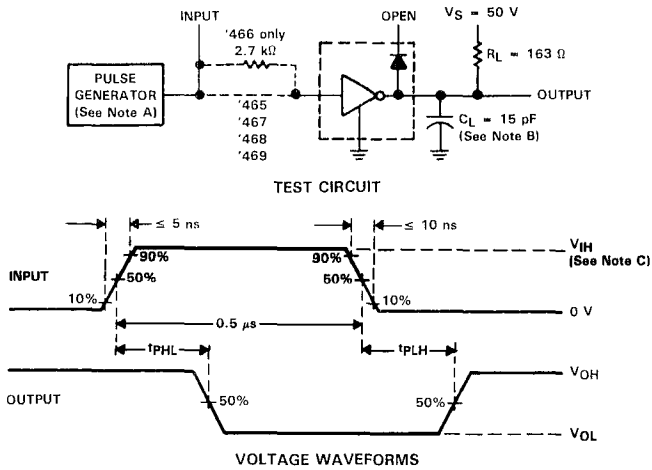 INPUT
'466 only
2.7 kΩ
OPEN
VS = 50 V
RL = 163 Ω
PULSE
GENERATOR
(See Note A)
'465
'467
'468
'469
OUTPUT
CL = 15 pF
(See Note B)
TEST CIRCUIT
≤ 5 ns
≤ 10 ns
VIH
(See Note C)
INPUT
90%
90%
50%
50%
10%
10%
0 V
0.5 μs
tPHL
tPLH
VOH
OUTPUT
50%
50%
VOL
VOLTAGE WAVEFORMS